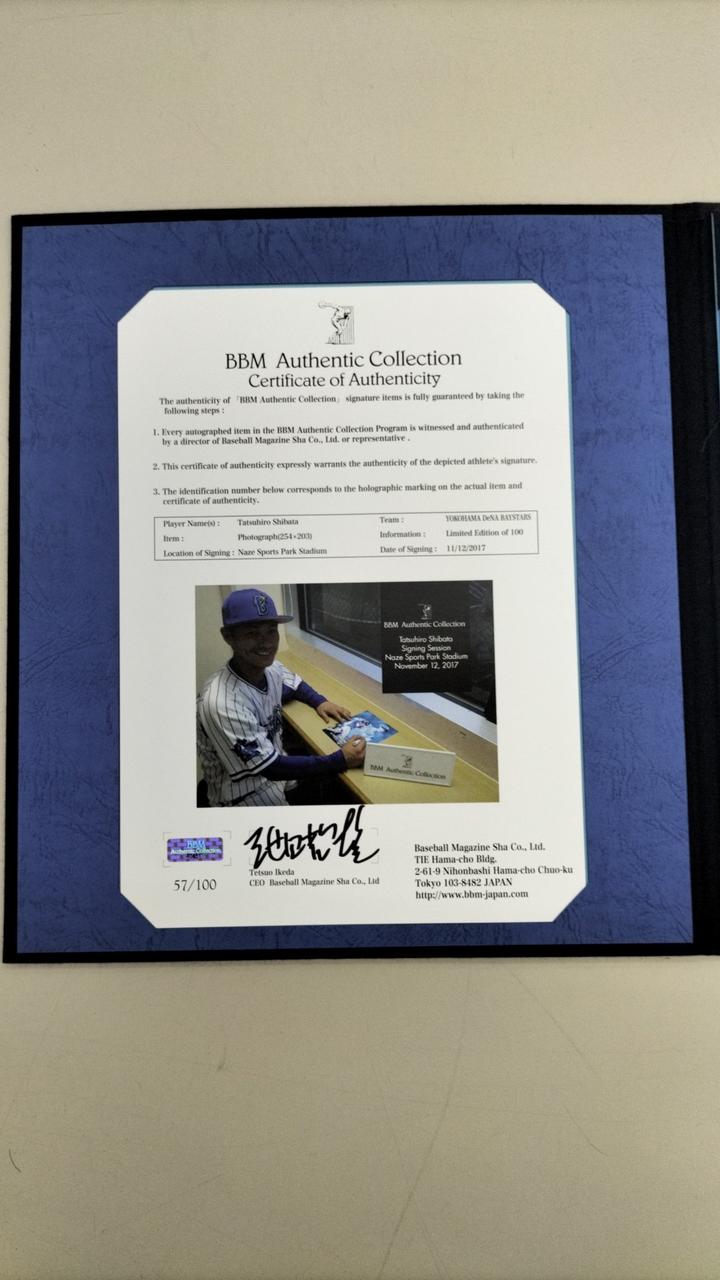 BBM Authentic Collection
Certificate of Authenticity
The authenticity of 「BBM Authentic Collection」 signature items is fully guaranteed by taking the
following steps :
1. Every autographed item in the BBM Authentic Collection Program is witnessed and authenticated
by a director of Baseball Magazine Sha Co., Ltd. or representative .
2. This certificate of authenticity expressly warrants the authenticity of the depicted athlete's signature.
3. The identification number below corresponds to the holographic marking on the actual item and
certificate of authenticity.
Player Name(s) : Tatsuhiro Shibata Team : YOKOHAMA DeNA BAYSTARS
Item : Photograph(254×203) Information : Limited Edition of 100
Location of Signing : Naze Sports Park Stadium Date of Signing : 11/12/2017
BBM Authentic Collection
Tatsuhiro Shibata
Signing Session
Naze Sports Park Stadium
November 12, 2017
BBM Authentic Collection
BBM
Authentic Collection
57/100
池田哲雄
Tetsuo Ikeda
CEO Baseball Magazine Sha Co., Ltd
Baseball Magazine Sha Co., Ltd.
TIE Hama-cho Bldg.
2-61-9 Nihonbashi Hama-cho Chuo-ku
Tokyo 103-8482 JAPAN
http://www.bbm-japan.com